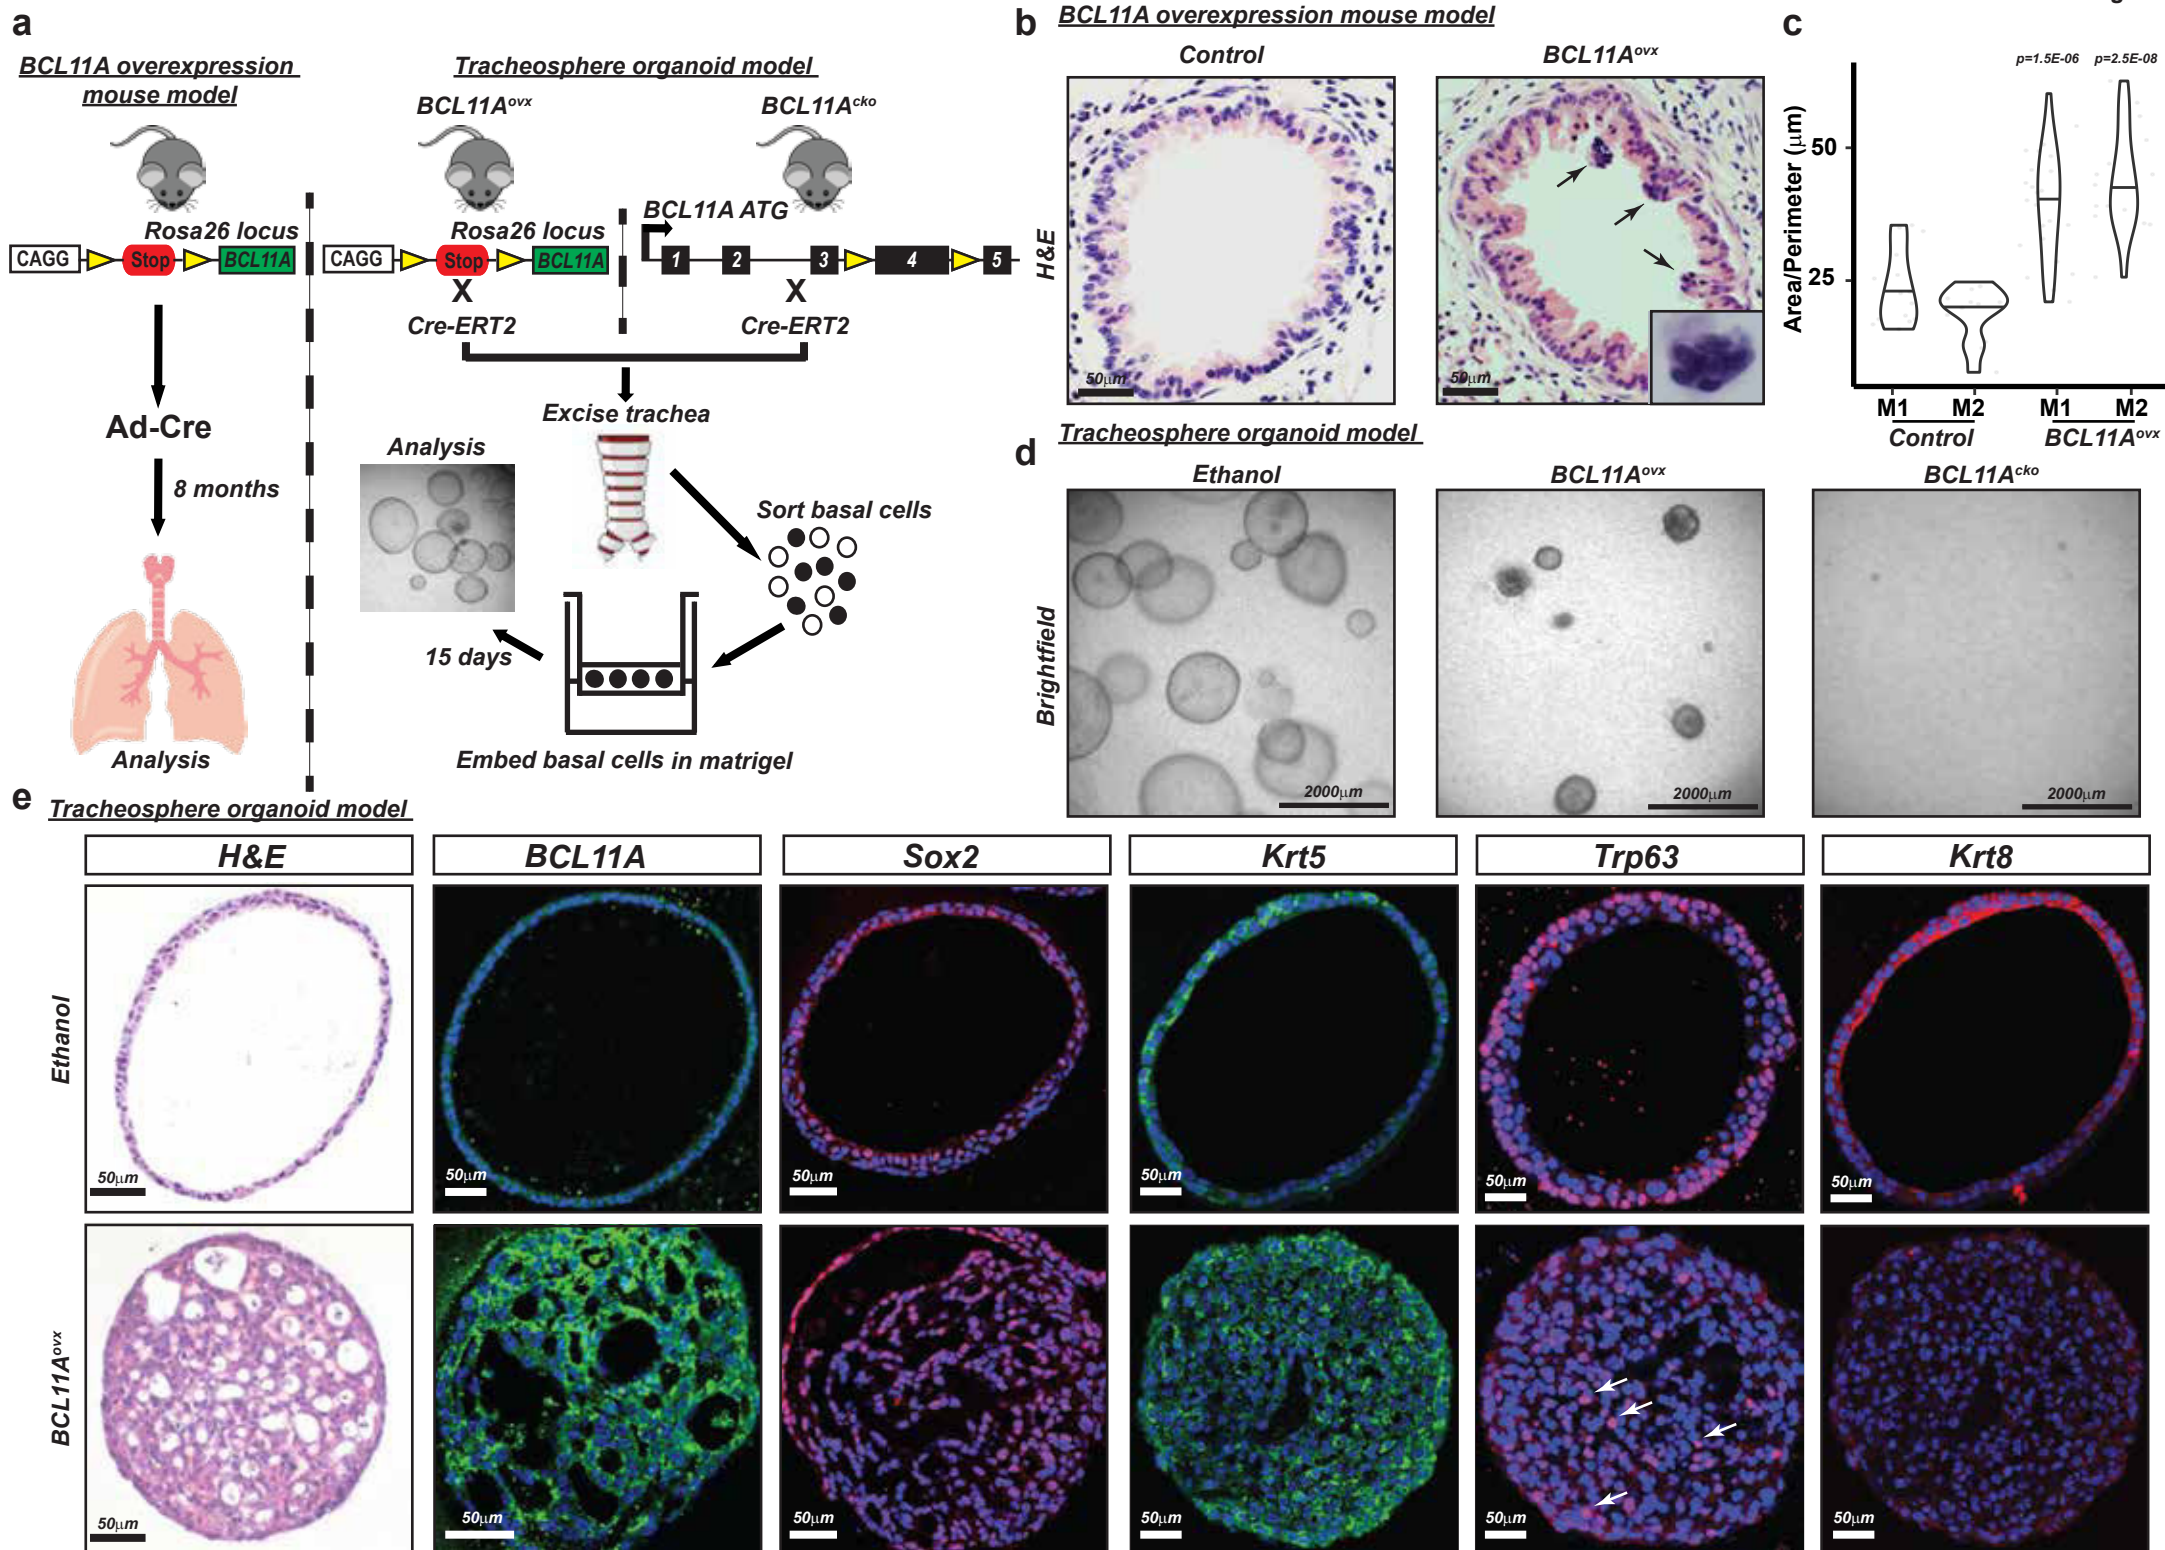 a
BCL11A overexpression
mouse model
Tracheosphere organoid model
BCL11Aovx
BCL11Acko
Rosa26 locus
CAGG
Stop
BCL11A
Rosa26 locus
CAGG
Stop
BCL11A
BCL11A ATG
1
2
3
4
5
X
X
Cre-ERT2
Cre-ERT2
Ad-Cre
8 months
Analysis
Excise trachea
Analysis
Sort basal cells
15 days
Embed basal cells in matrigel
b
BCL11A overexpression mouse model
Control
BCL11Aovx
H&E
50μm
50μm
c
p=1.5E-06
p=2.5E-08
Area/Perimeter (μm)
50
25
M1
M2
M1
M2
Control
BCL11Aovx
d
Tracheosphere organoid model
Ethanol
BCL11Aovx
BCL11Acko
Brightfield
2000μm
2000μm
2000μm
e
Tracheosphere organoid model
H&E
BCL11A
Sox2
Krt5
Trp63
Krt8
Ethanol
50μm
50μm
50μm
50μm
50μm
50μm
BCL11Aovx
50μm
50μm
50μm
50μm
50μm
50μm